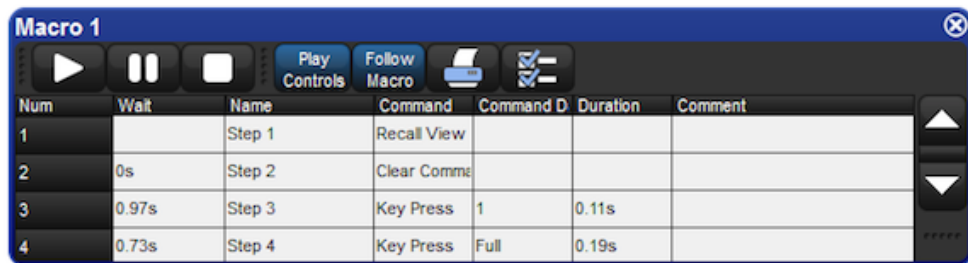 Macro 1
Play Controls
Follow Macro
Num Wait Name Command Command D Duration Comment
1 Step 1 Recall View
2 0s Step 2 Clear Comma
3 0.97s Step 3 Key Press 1 0.11s
4 0.73s Step 4 Key Press Full 0.19s